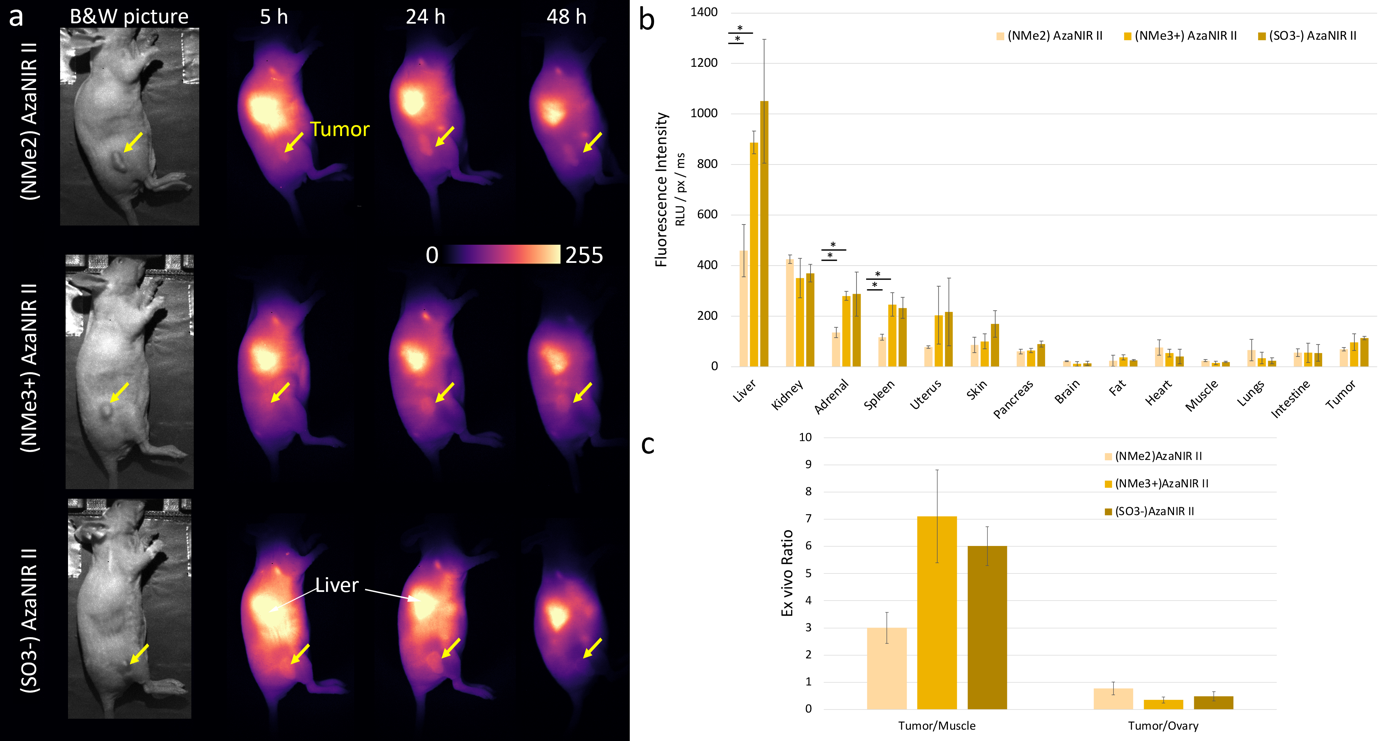 a
B&W picture
5 h
24 h
48 h
(NMe2) AzaNIR II
Tumor
0
255
(NMe3+) AzaNIR II
Liver
(SO3-) AzaNIR II
b
(NMe2) AzaNIR II
(NMe3+) AzaNIR II
(SO3-) AzaNIR II
Fluorescence Intensity
RLU / px / ms
1400
1200
1000
800
600
400
200
0
*
*
*
*
*
*
Liver
Kidney
Adrenal
Spleen
Uterus
Skin
Pancreas
Brain
Fat
Heart
Muscle
Lungs
Intestine
Tumor
c
(NMe2)AzaNIR II
(NMe3+)AzaNIR II
(SO3-)AzaNIR II
Ex vivo Ratio
10
9
8
7
6
5
4
3
2
1
0
Tumor/Muscle
Tumor/Ovary